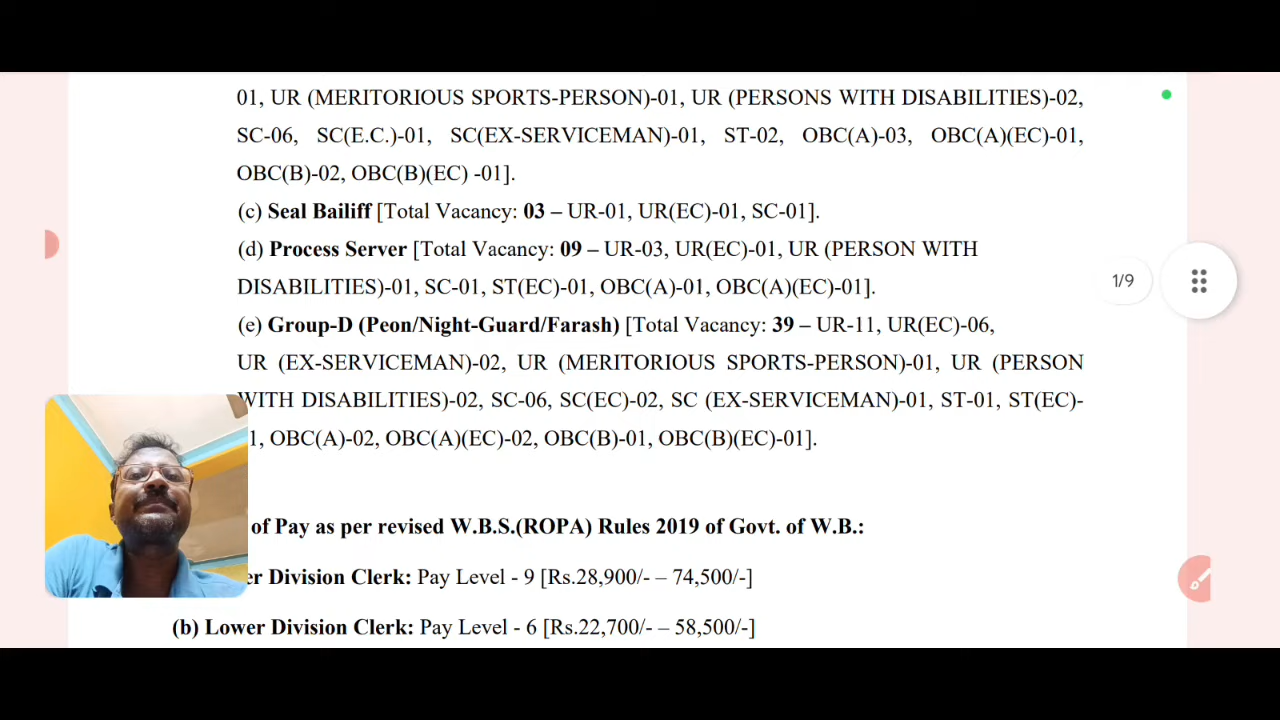 01, UR (MERITORIOUS SPORTS-PERSON)-01, UR (PERSONS WITH DISABILITIES)-02,
SC-06, SC(E.C.)-01, SC(EX-SERVICEMAN)-01, ST-02, OBC(A)-03, OBC(A)(EC)-01,
OBC(B)-02, OBC(B)(EC) -01].
(c) Seal Bailiff [Total Vacancy: 03 – UR-01, UR(EC)-01, SC-01].
(d) Process Server [Total Vacancy: 09 – UR-03, UR(EC)-01, UR (PERSON WITH
DISABILITIES)-01, SC-01, ST(EC)-01, OBC(A)-01, OBC(A)(EC)-01].
1/9
(e) Group-D (Peon/Night-Guard/Farash) [Total Vacancy: 39 – UR-11, UR(EC)-06,
UR (EX-SERVICEMAN)-02, UR (MERITORIOUS SPORTS-PERSON)-01, UR (PERSON
WITH DISABILITIES)-02, SC-06, SC(EC)-02, SC (EX-SERVICEMAN)-01, ST-01, ST(EC)-
1, OBC(A)-02, OBC(A)(EC)-02, OBC(B)-01, OBC(B)(EC)-01].
of Pay as per revised W.B.S.(ROPA) Rules 2019 of Govt. of W.B.:
er Division Clerk: Pay Level - 9 [Rs.28,900/- – 74,500/-]
(b) Lower Division Clerk: Pay Level - 6 [Rs.22,700/- – 58,500/-]